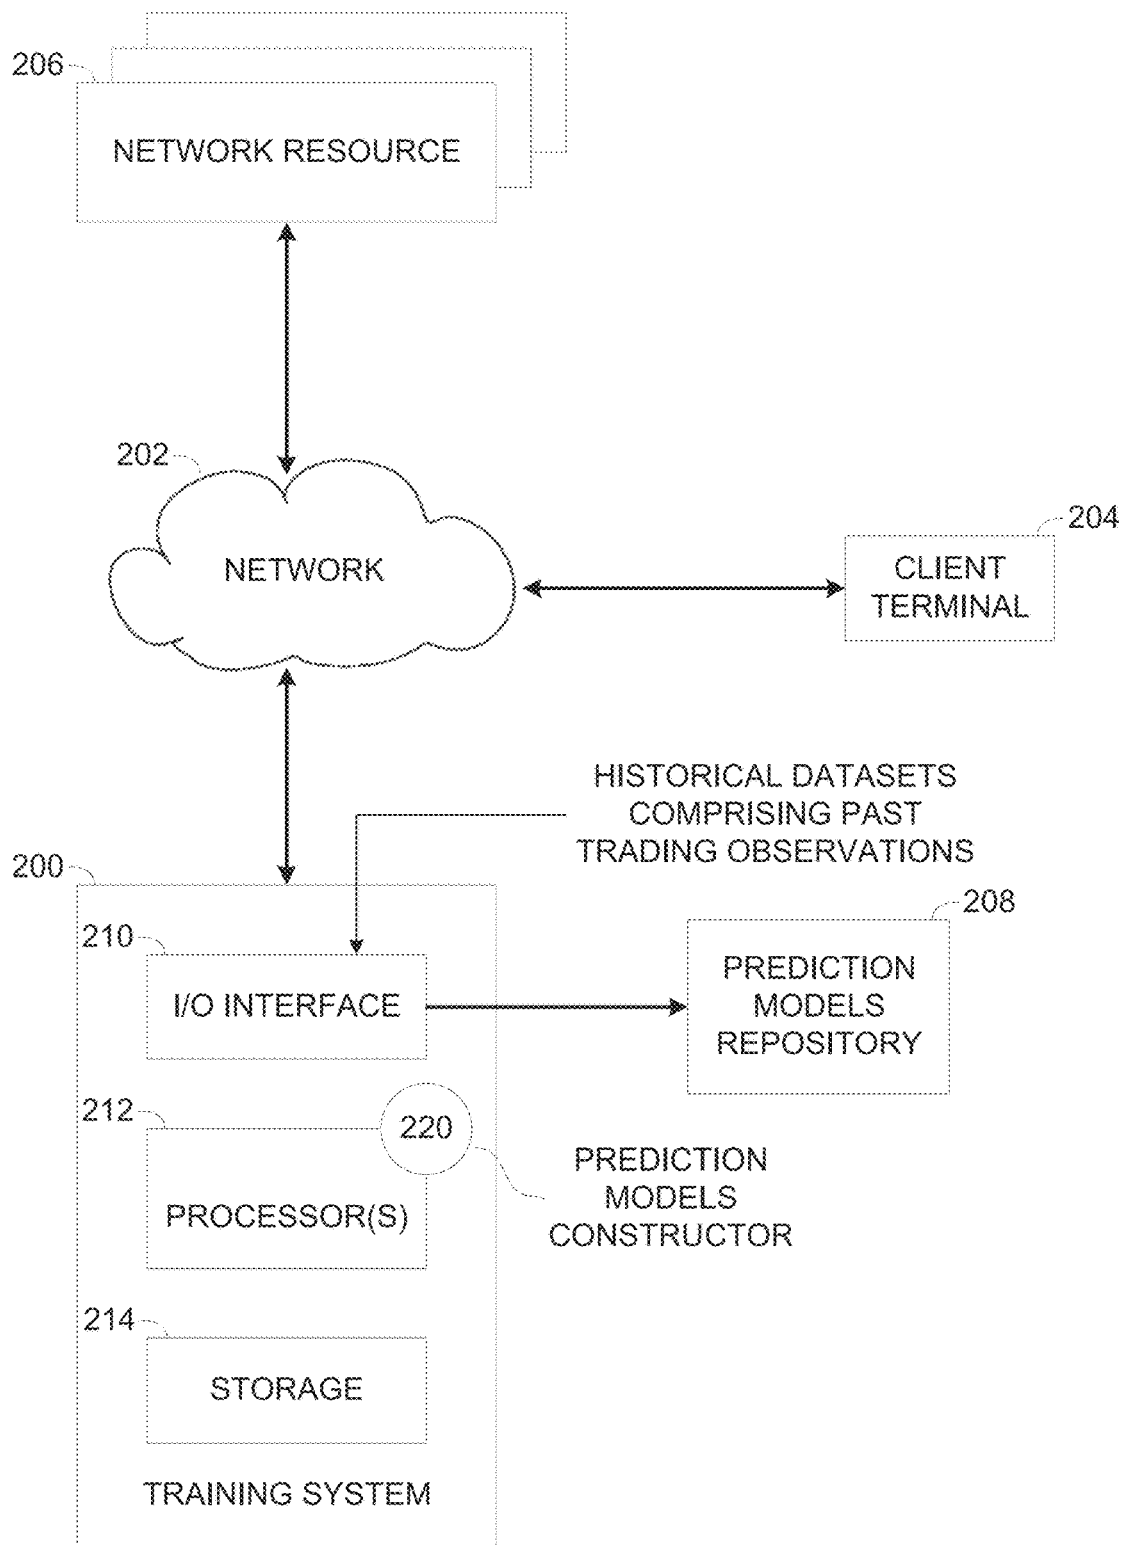 206
NETWORK RESOURCE
202
NETWORK
204
CLIENT
TERMINAL
HISTORICAL DATASETS
COMPRISING PAST
TRADING OBSERVATIONS
200
210
I/O INTERFACE
208
PREDICTION
MODELS
REPOSITORY
212
220
PROCESSOR(S)
PREDICTION
MODELS
CONSTRUCTOR
214
STORAGE
TRAINING SYSTEM